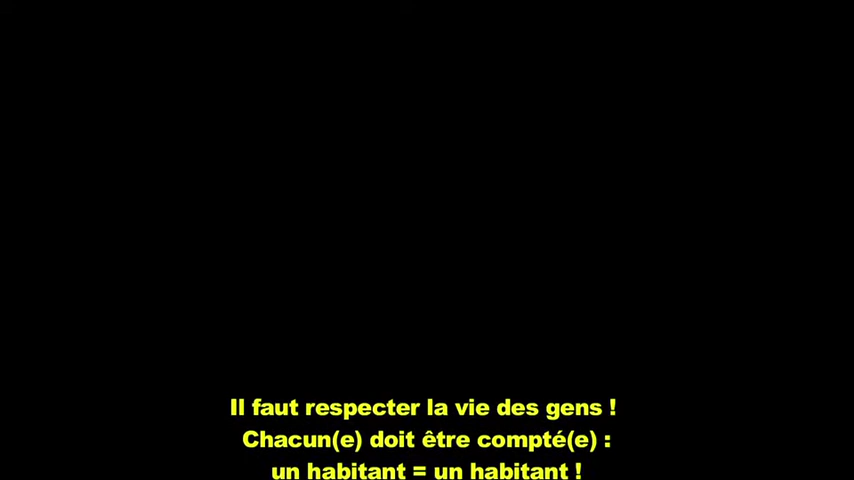 Il faut respecter la vie des gens !
Chacun(e) doit être compté(e) :
un habitant = un habitant !